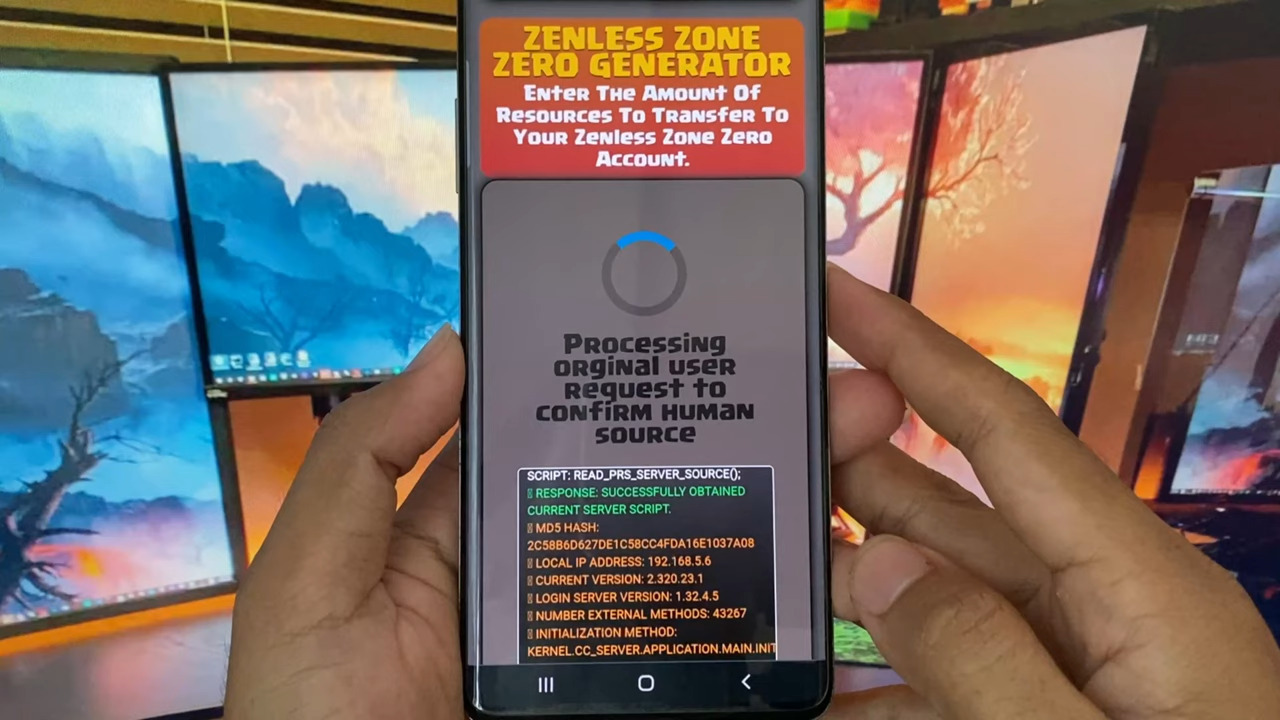 ZENLESS ZONE
ZERO GENERATOR
Enter The Amount Of
Resources To Transfer To
Your Zenless Zone Zero
Account.
Processing
orginal user
request to
confirm human
source
SCRIPT: READ_PRS_SERVER_SOURCE();
RESPONSE: SUCCESSFULLY OBTAINED
CURRENT SERVER SCRIPT.
MD5 HASH:
2C58B6D627DE1C58CC4FDA16E1037A08
LOCAL IP ADDRESS: 192.168.5.6
CURRENT VERSION: 2.320.23.1
LOGIN SERVER VERSION: 1.32.4.5
NUMBER EXTERNAL METHODS: 43267
INITIALIZATION METHOD:
KERNEL.CC_SERVER.APPLICATION.MAIN.INIT